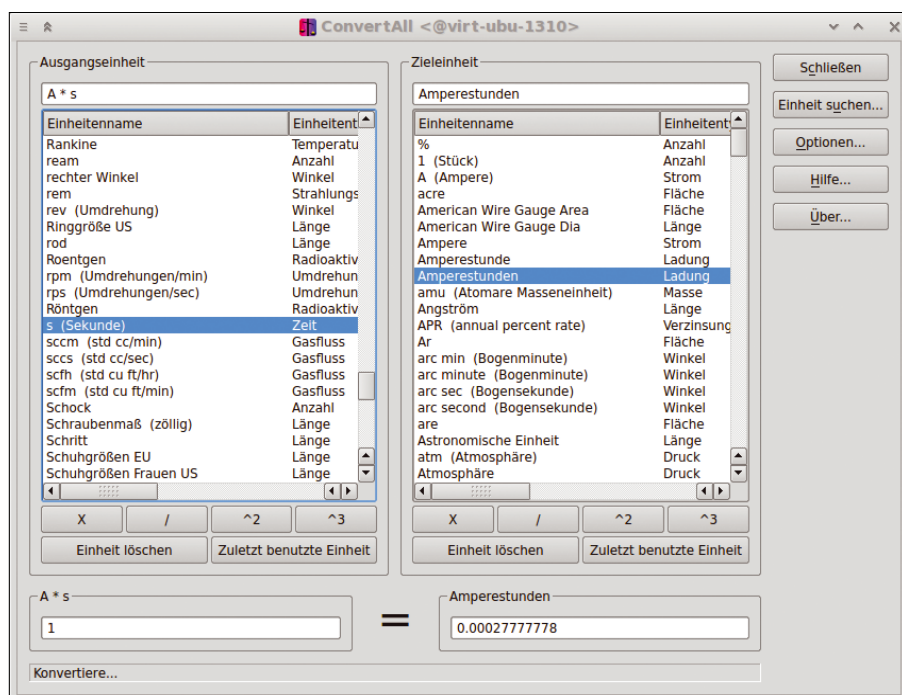 ConvertAll <@virt-ubu-1310>
Ausgangseinheit
A * s
Einheitenname Einheitent
Rankine Temperatu
ream Anzahl
rechter Winkel Winkel
rem Strahlungs
rev (Umdrehung) Winkel
Ringgröße US Länge
rod Länge
Roentgen Radioaktiv
rpm (Umdrehungen/min) Umdrehun
rps (Umdrehungen/sec) Umdrehun
Röntgen Radioaktiv
s (Sekunde) Zeit
sccm (std cc/min) Gasfluss
sccs (std cc/sec) Gasfluss
scfh (std cu ft/hr) Gasfluss
scfm (std cu ft/min) Gasfluss
Schock Anzahl
Schraubenmaß (zöllig) Länge
Schritt Länge
Schuhgrößen EU Länge
Schuhgrößen Frauen US Länge
X / ^2 ^3
Einheit löschen Zuletzt benutzte Einheit
Zieleinheit
Amperestunden
Einheitenname Einheitent
% Anzahl
1 (Stück) Anzahl
A (Ampere) Strom
acre Fläche
American Wire Gauge Area Fläche
American Wire Gauge Dia Länge
Ampere Strom
Amperestunde Ladung
Amperestunden Ladung
amu (Atomare Masseneinheit) Masse
Angström Länge
APR (annual percent rate) Verzinsung
Ar Fläche
arc min (Bogenminute) Winkel
arc minute (Bogenminute) Winkel
arc sec (Bogensekunde) Winkel
arc second (Bogensekunde) Winkel
are Fläche
Astronomische Einheit Länge
atm (Atmosphäre) Druck
Atmosphäre Druck
X / ^2 ^3
Einheit löschen Zuletzt benutzte Einheit
Schließen
Einheit suchen...
Optionen...
Hilfe...
Über...
A * s
1
=
Amperestunden
0.00027777778
Konvertiere...